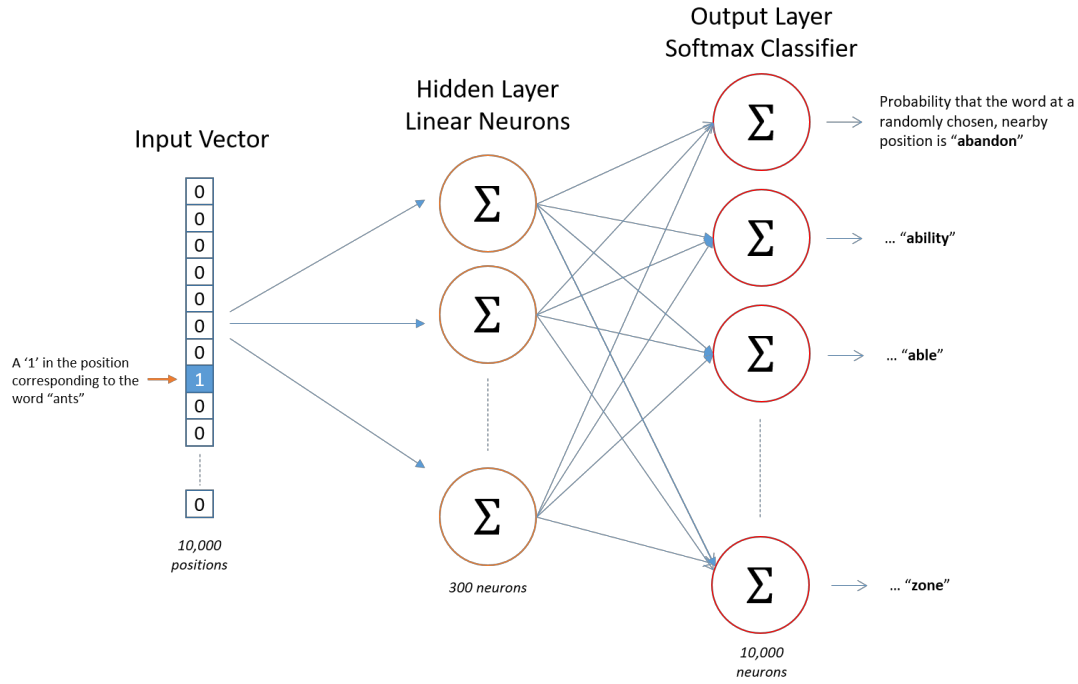 Output Layer
Softmax Classifier
Hidden Layer
Linear Neurons
Input Vector
0
0
0
0
0
0
0
1
0
0
0
A ‘1’ in the position
corresponding to the
word “ants”
10,000
positions
Σ
Σ
Σ
300 neurons
Σ
Probability that the word at a
randomly chosen, nearby
position is “abandon”
Σ
... “ability”
Σ
... “able”
Σ
... “zone”
10,000
neurons